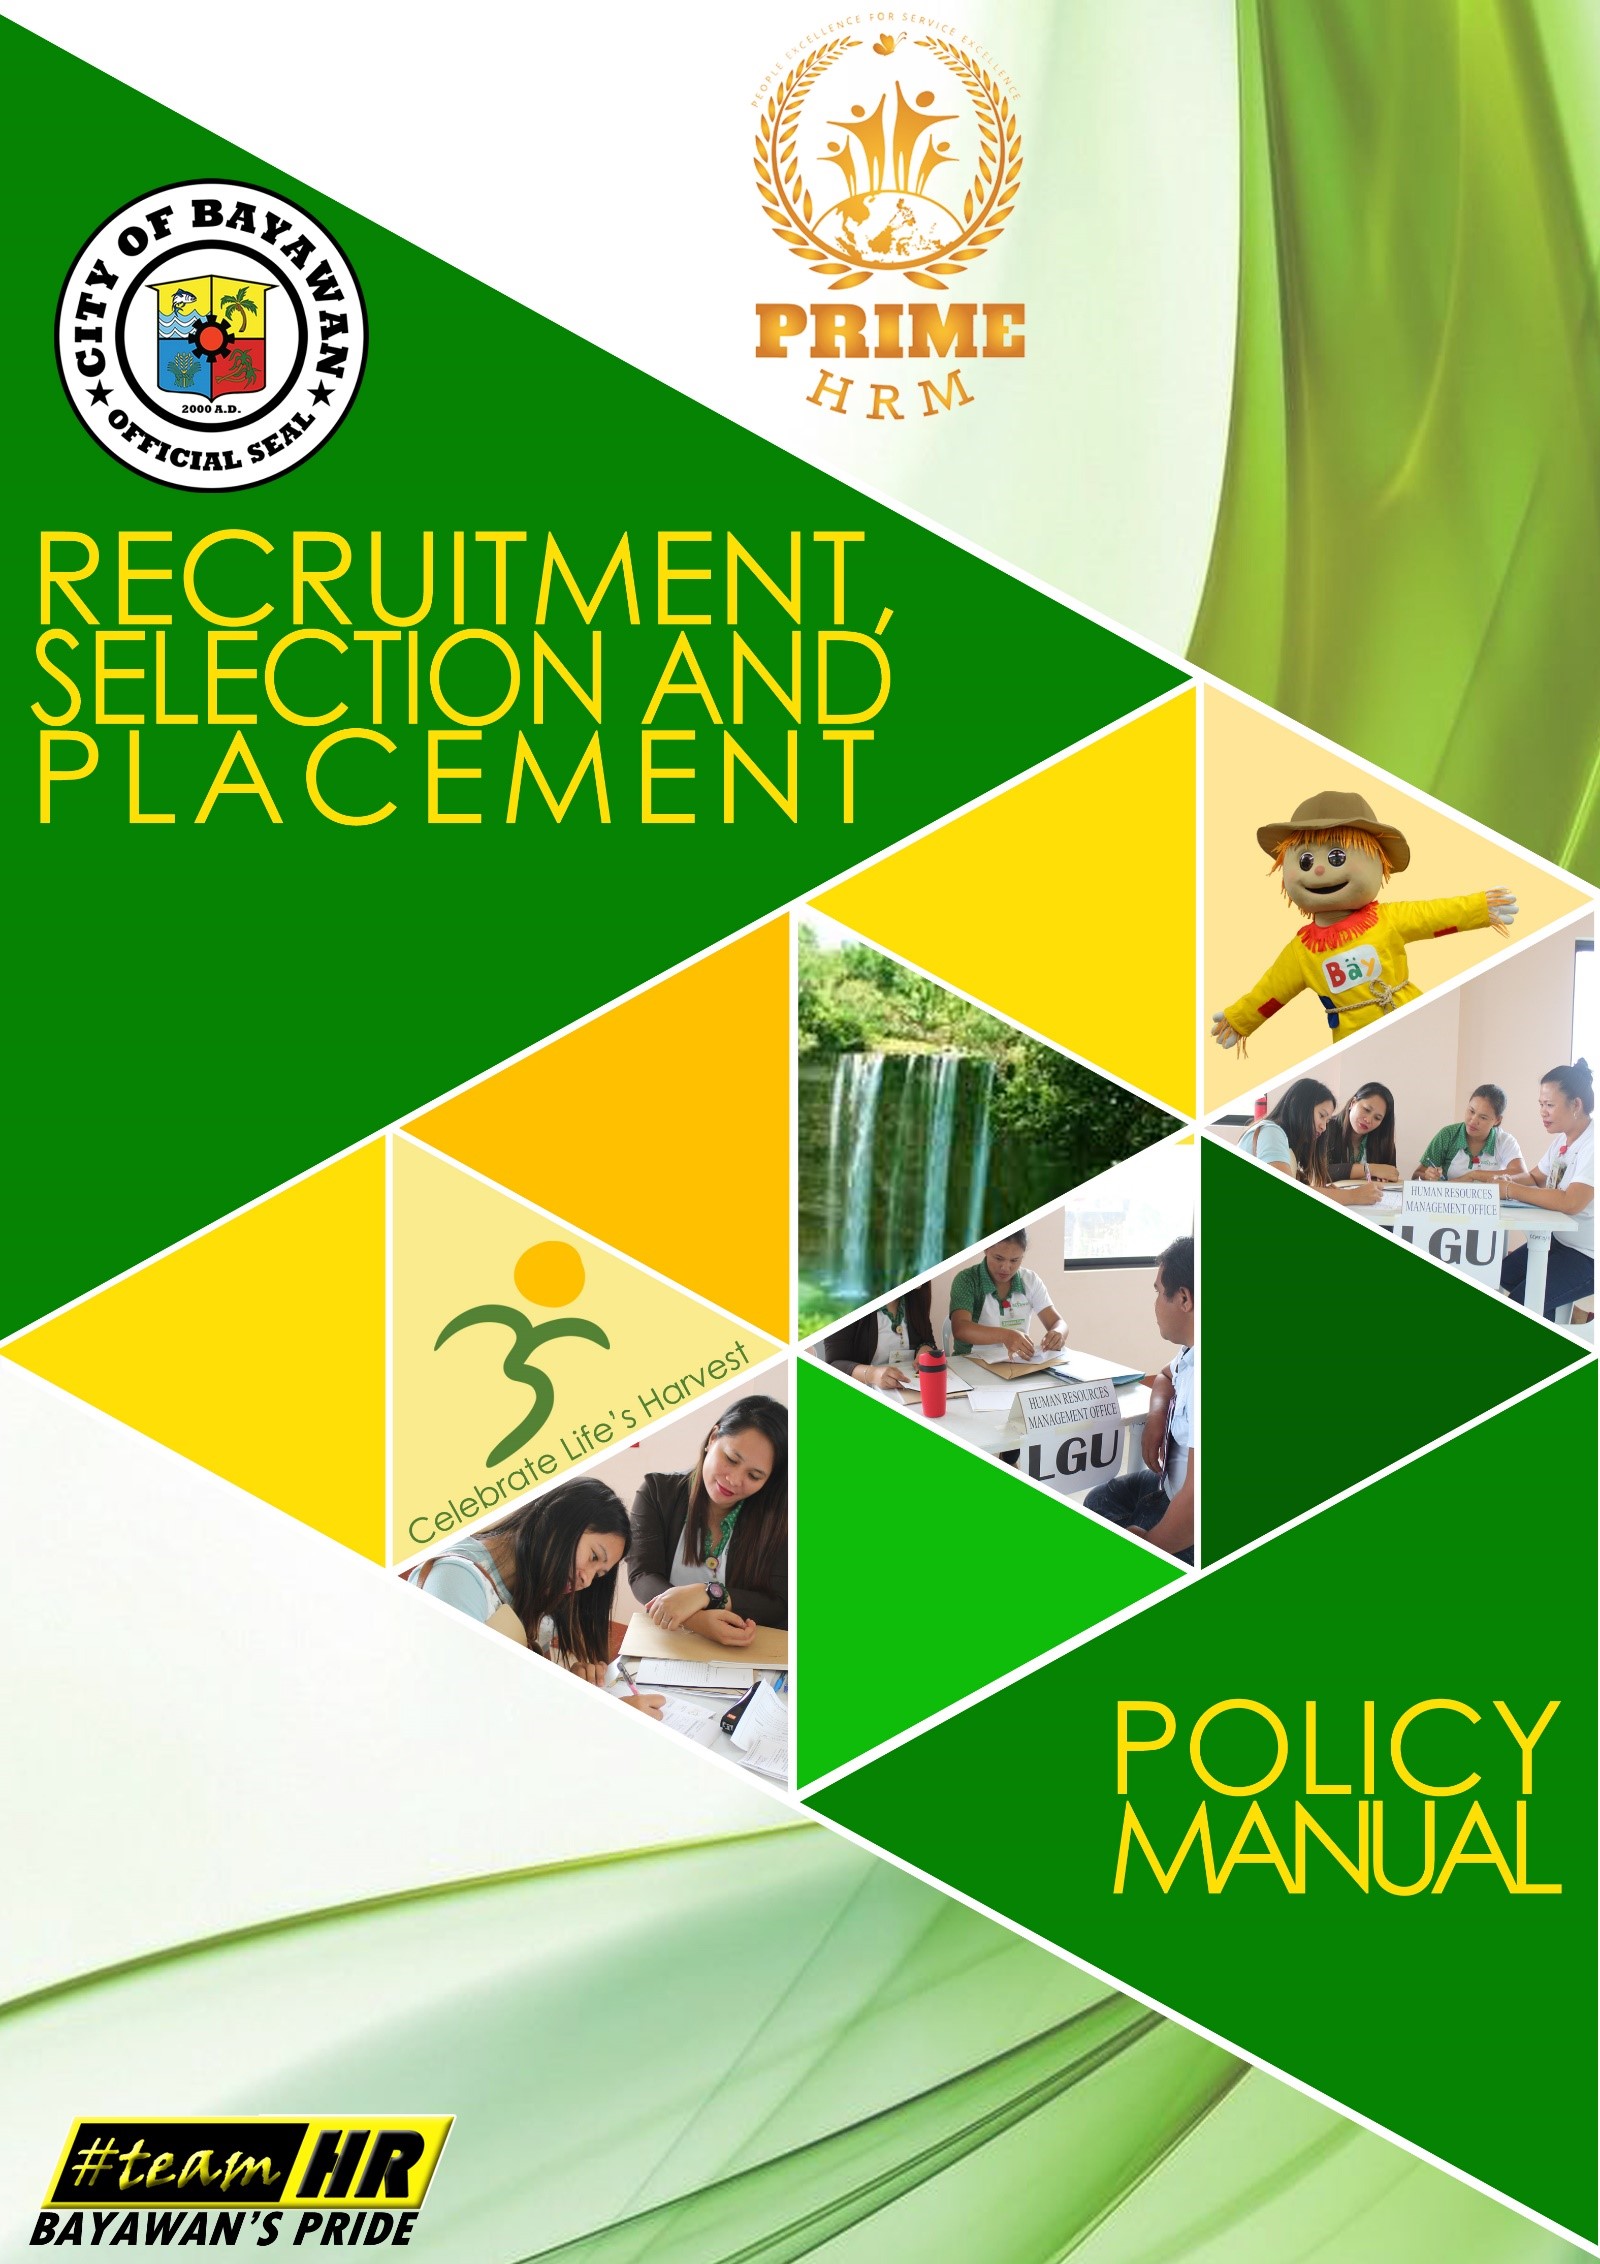 PEOPLE EXCELLENCE FOR SERVICE EXCELLENCE
PRIME
HRM
CITY OF BAYAWAN
2000 A.D.
OFFICIAL SEAL
RECRUITMENT,
SELECTION AND
PLACEMENT
Bäy
HUMAN RESOURCES
MANAGEMENT OFFICE
LGU
HUMAN RESOURCES
MANAGEMENT OFFICE
LGU
Celebrate Life's Harvest
POLICY
MANUAL
#team HR
BAYAWAN'S PRIDE